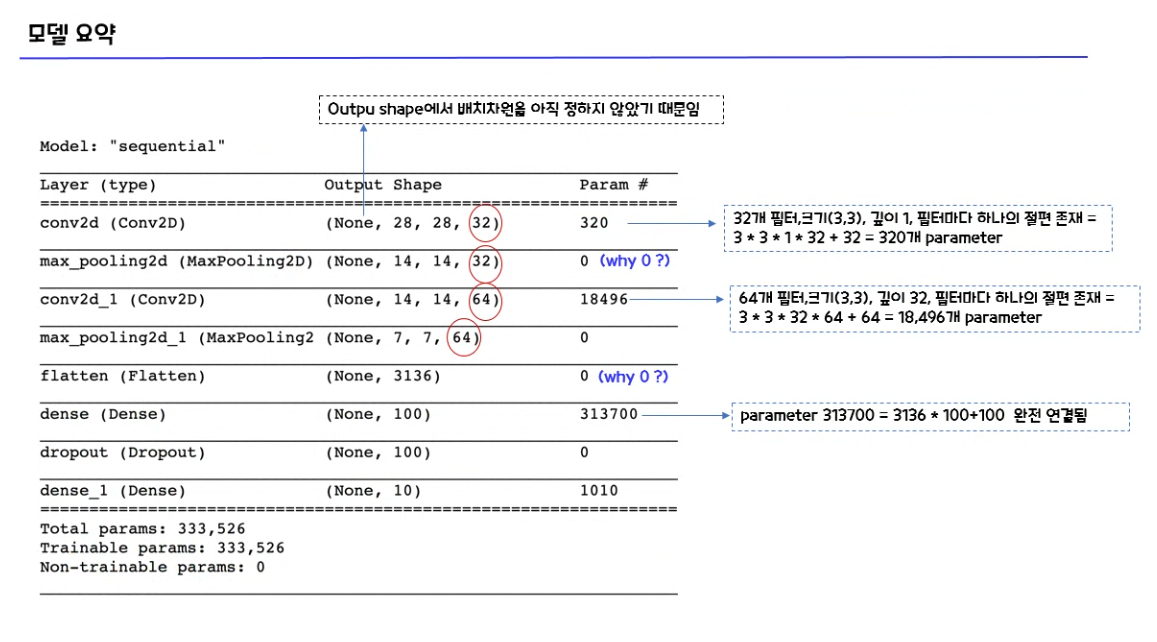 모델 요약
Outpu shape에서 배치차원을 아직 정하지 않았기 때문임
Model: "sequential"
Layer (type) Output Shape Param #
conv2d (Conv2D) (None, 28, 28, 32) 320
32개 필터,크기(3,3), 깊이 1, 필터마다 하나의 절편 존재 =
3 * 3 * 1 * 32 + 32 = 320개 parameter
max_pooling2d (MaxPooling2D) (None, 14, 14, 32) 0 (why 0 ?)
conv2d_1 (Conv2D) (None, 14, 14, 64) 18496
64개 필터,크기(3,3), 깊이 32, 필터마다 하나의 절편 존재 =
3 * 3 * 32 * 64 + 64 = 18,496개 parameter
max_pooling2d_1 (MaxPooling2 (None, 7, 7, 64) 0
flatten (Flatten) (None, 3136) 0 (why 0 ?)
dense (Dense) (None, 100) 313700
parameter 313700 = 3136 * 100+100 완전 연결됨
dropout (Dropout) (None, 100) 0
dense_1 (Dense) (None, 10) 1010
Total params: 333,526
Trainable params: 333,526
Non-trainable params: 0